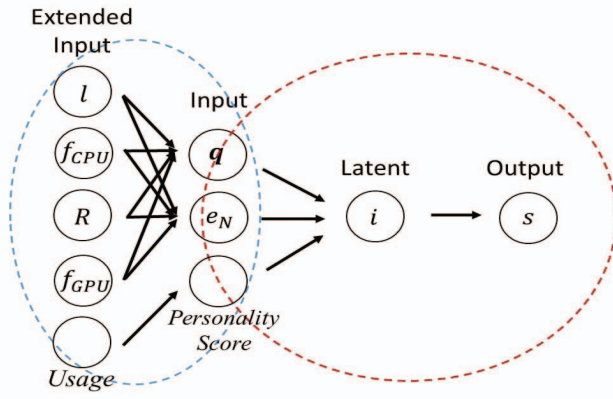 Extended
Input
l
Input
f_CPU
q
Latent
Output
R
e_N
i
s
f_GPU
Personality
Score
Usage